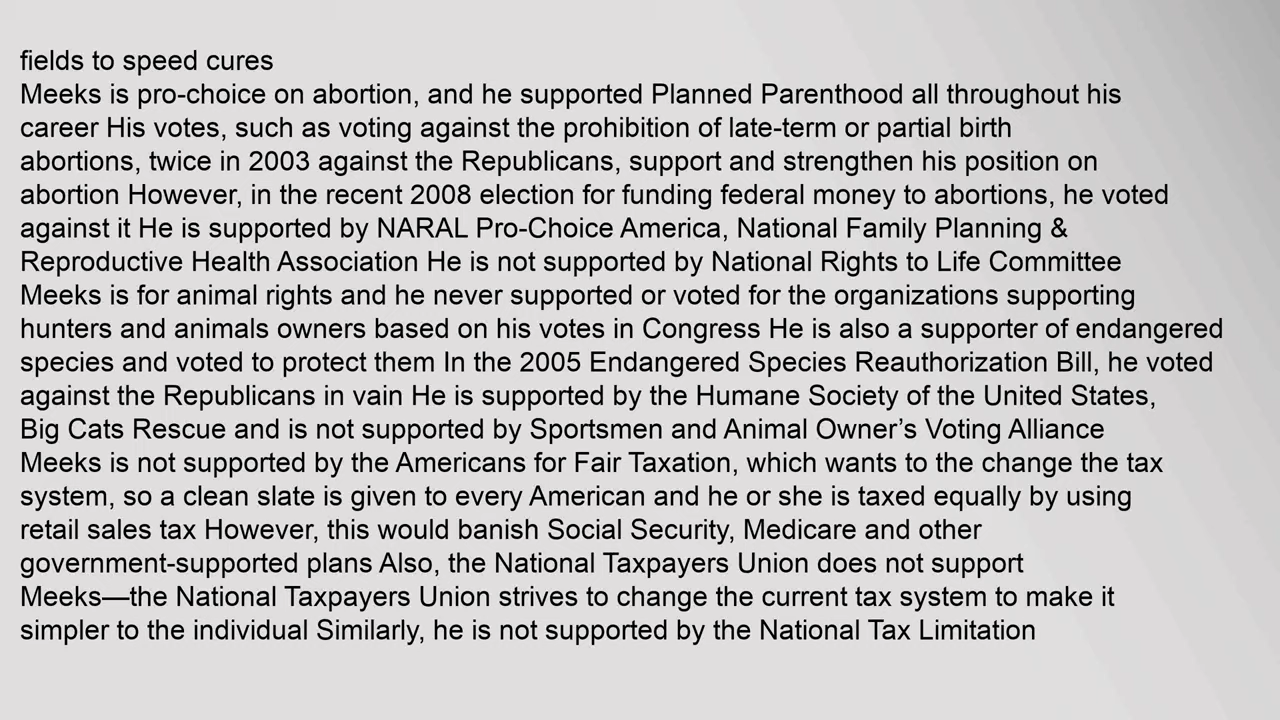 fields to speed cures
Meeks is pro-choice on abortion, and he supported Planned Parenthood all throughout his
career His votes, such as voting against the prohibition of late-term or partial birth
abortions, twice in 2003 against the Republicans, support and strengthen his position on
abortion However, in the recent 2008 election for funding federal money to abortions, he voted
against it He is supported by NARAL Pro-Choice America, National Family Planning &
Reproductive Health Association He is not supported by National Rights to Life Committee
Meeks is for animal rights and he never supported or voted for the organizations supporting
hunters and animals owners based on his votes in Congress He is also a supporter of endangered
species and voted to protect them In the 2005 Endangered Species Reauthorization Bill, he voted
against the Republicans in vain He is supported by the Humane Society of the United States,
Big Cats Rescue and is not supported by Sportsmen and Animal Owner’s Voting Alliance
Meeks is not supported by the Americans for Fair Taxation, which wants to the change the tax
system, so a clean slate is given to every American and he or she is taxed equally by using
retail sales tax However, this would banish Social Security, Medicare and other
government-supported plans Also, the National Taxpayers Union does not support
Meeks—the National Taxpayers Union strives to change the current tax system to make it
simpler to the individual Similarly, he is not supported by the National Tax Limitation